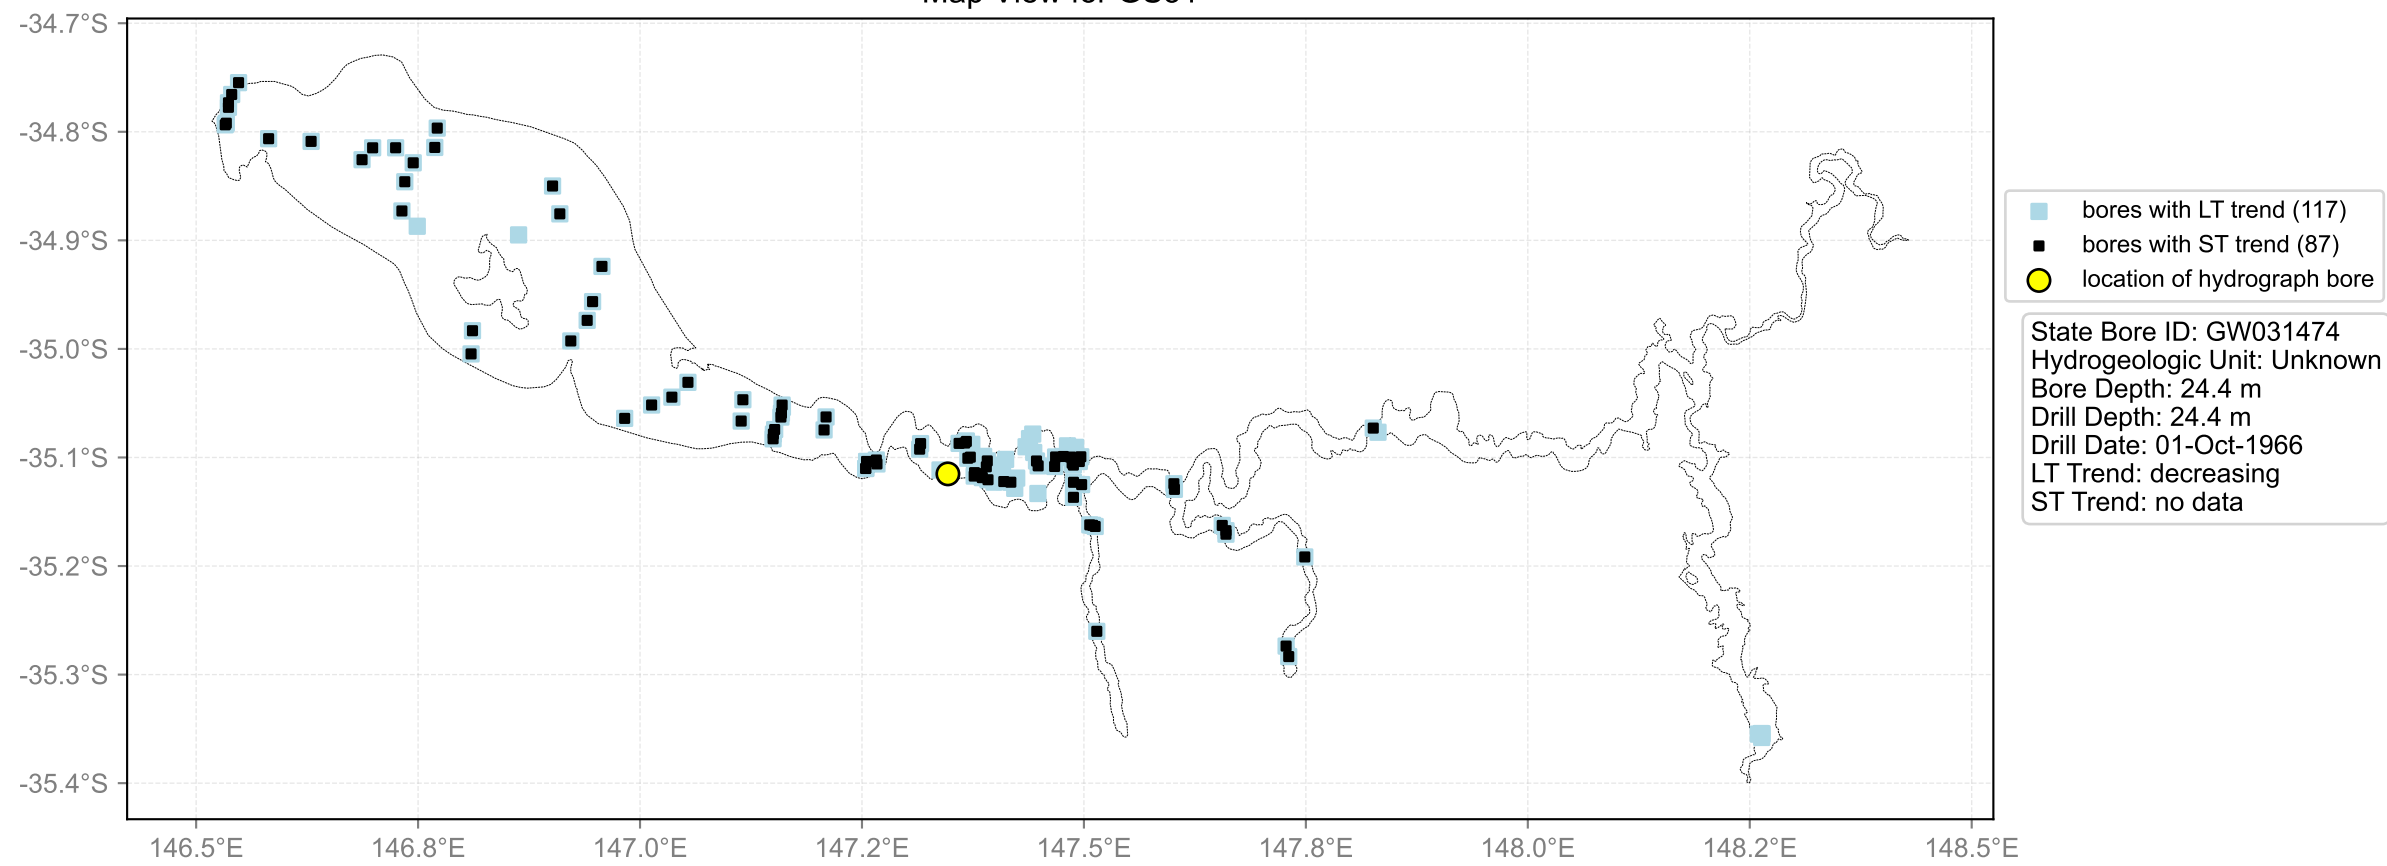 -34.7°S
-34.8°S
-34.9°S
-35.0°S
-35.1°S
-35.2°S
-35.3°S
-35.4°S
146.5°E 146.8°E 147.0°E 147.2°E 147.5°E 147.8°E 148.0°E 148.2°E 148.5°E
bores with LT trend (117)
bores with ST trend (87)
location of hydrograph bore
State Bore ID: GW031474
Hydrogeologic Unit: Unknown
Bore Depth: 24.4 m
Drill Depth: 24.4 m
Drill Date: 01-Oct-1966
LT Trend: decreasing
ST Trend: no data